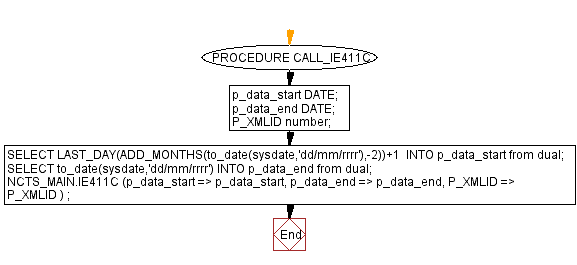 PROCEDURE CALL_IE411C
p_data_start DATE;
p_data_end DATE;
P_XMLID number;
SELECT LAST_DAY(ADD_MONTHS(to_date(sysdate,'dd/mm/rrrr'),-2))+1  INTO p_data_start from dual;
SELECT to_date(sysdate,'dd/mm/rrrr') INTO p_data_end from dual;
NCTS_MAIN.IE411C (p_data_start => p_data_start, p_data_end => p_data_end, P_XMLID =>
P_XMLID ) ;
End